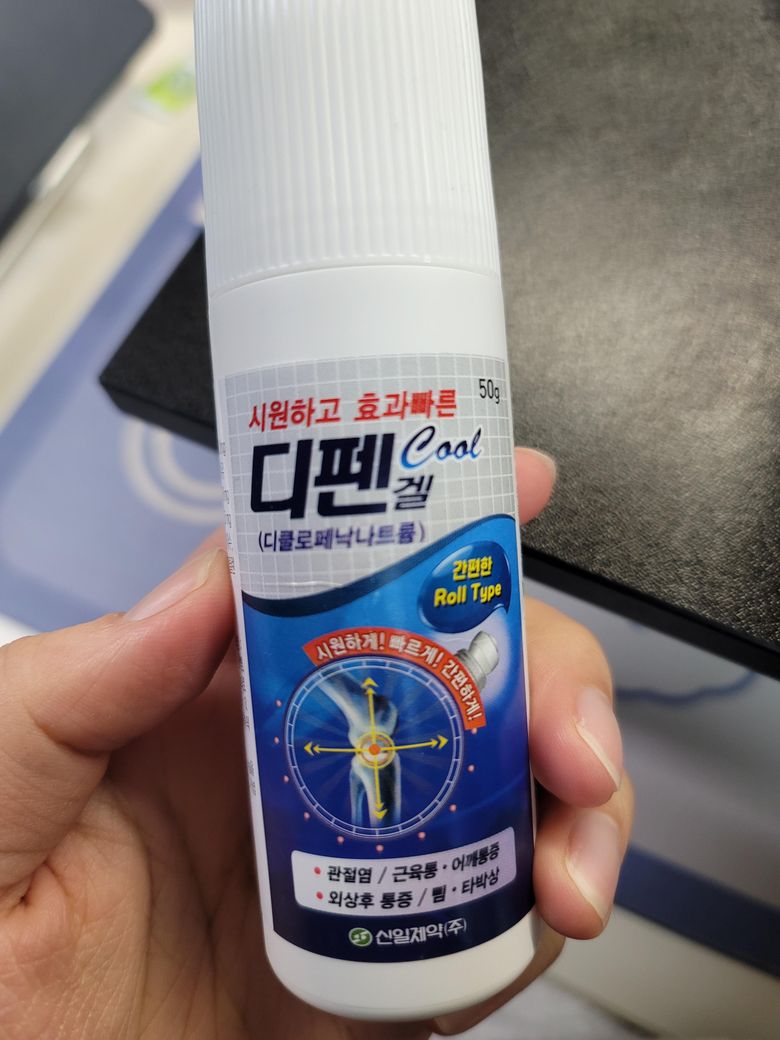 50g
시원하고 효과빠른
디펜 Cool
겔
(디클로페낙나트륨)
간편한
Roll Type
시원하게! 빠르게! 간편하게!
• 관절염 / 근육통 · 어깨통증
• 외상후 통증 / 삠 · 타박상
신일제약(주)